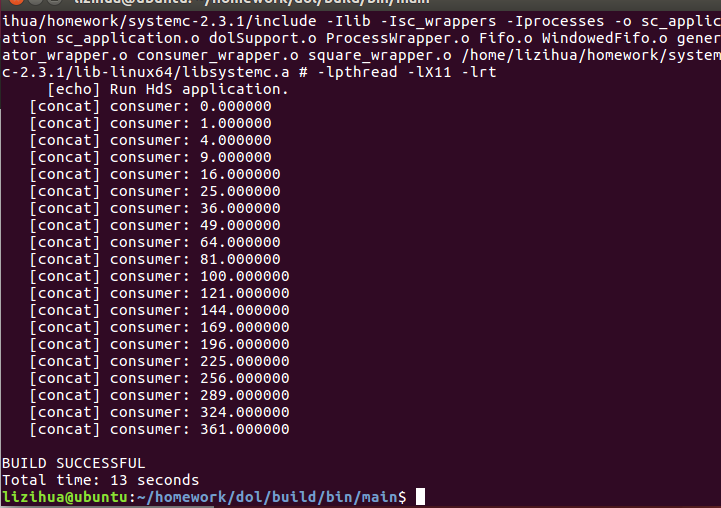 lizihua@ubuntu: ~/homework/dol/build/bin/main
ihua/homework/systemc-2.3.1/include -Ilib -Isc_wrappers -Iprocesses -o sc_applic
ation sc_application.o dolSupport.o ProcessWrapper.o Fifo.o WindowedFifo.o gener
ator_wrapper.o consumer_wrapper.o square_wrapper.o /home/lizihua/homework/system
c-2.3.1/lib-linux64/libsystemc.a # -lpthread -lX11 -lrt
[echo] Run HdS application.
[concat] consumer: 0.000000
[concat] consumer: 1.000000
[concat] consumer: 4.000000
[concat] consumer: 9.000000
[concat] consumer: 16.000000
[concat] consumer: 25.000000
[concat] consumer: 36.000000
[concat] consumer: 49.000000
[concat] consumer: 64.000000
[concat] consumer: 81.000000
[concat] consumer: 100.000000
[concat] consumer: 121.000000
[concat] consumer: 144.000000
[concat] consumer: 169.000000
[concat] consumer: 196.000000
[concat] consumer: 225.000000
[concat] consumer: 256.000000
[concat] consumer: 289.000000
[concat] consumer: 324.000000
[concat] consumer: 361.000000
BUILD SUCCESSFUL
Total time: 13 seconds
lizihua@ubuntu:~/homework/dol/build/bin/main$